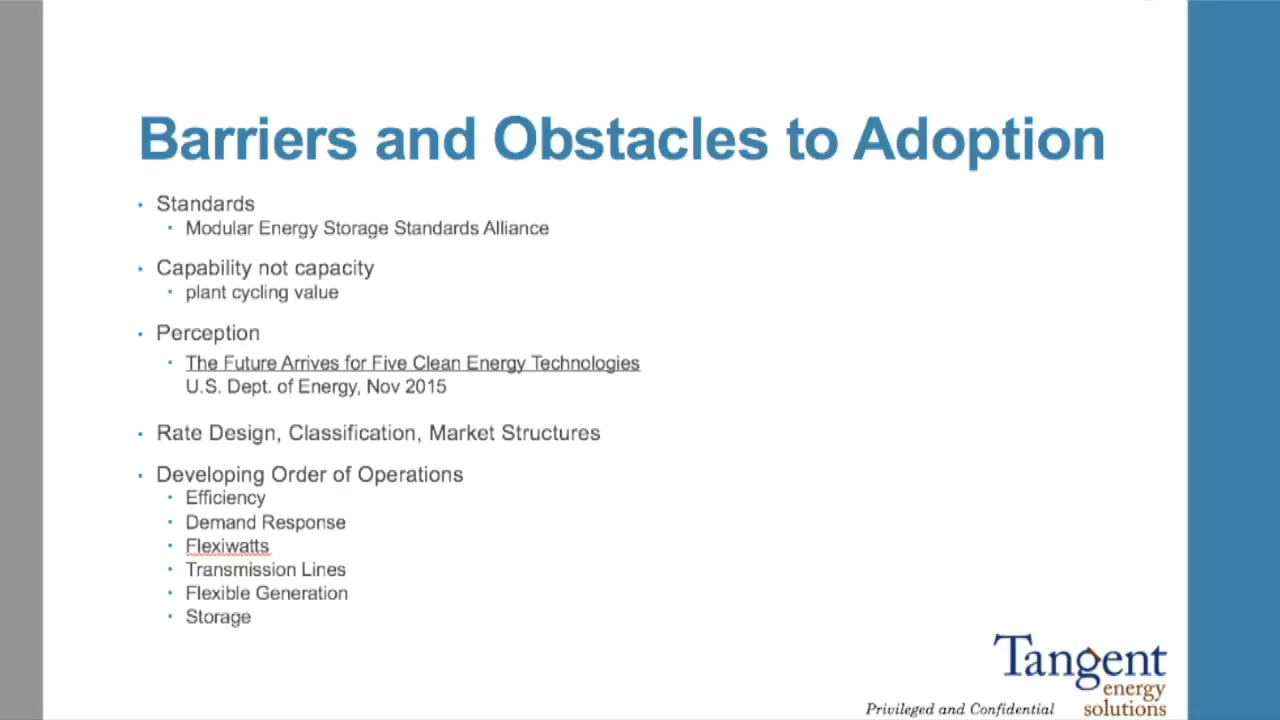 Barriers and Obstacles to Adoption
• Standards
• Modular Energy Storage Standards Alliance
• Capability not capacity
• plant cycling value
• Perception
• The Future Arrives for Five Clean Energy Technologies
U.S. Dept. of Energy, Nov 2015
• Rate Design, Classification, Market Structures
• Developing Order of Operations
• Efficiency
• Demand Response
• Flexiwatts
• Transmission Lines
• Flexible Generation
• Storage
Tangent
energy
solutions
Privileged and Confidential